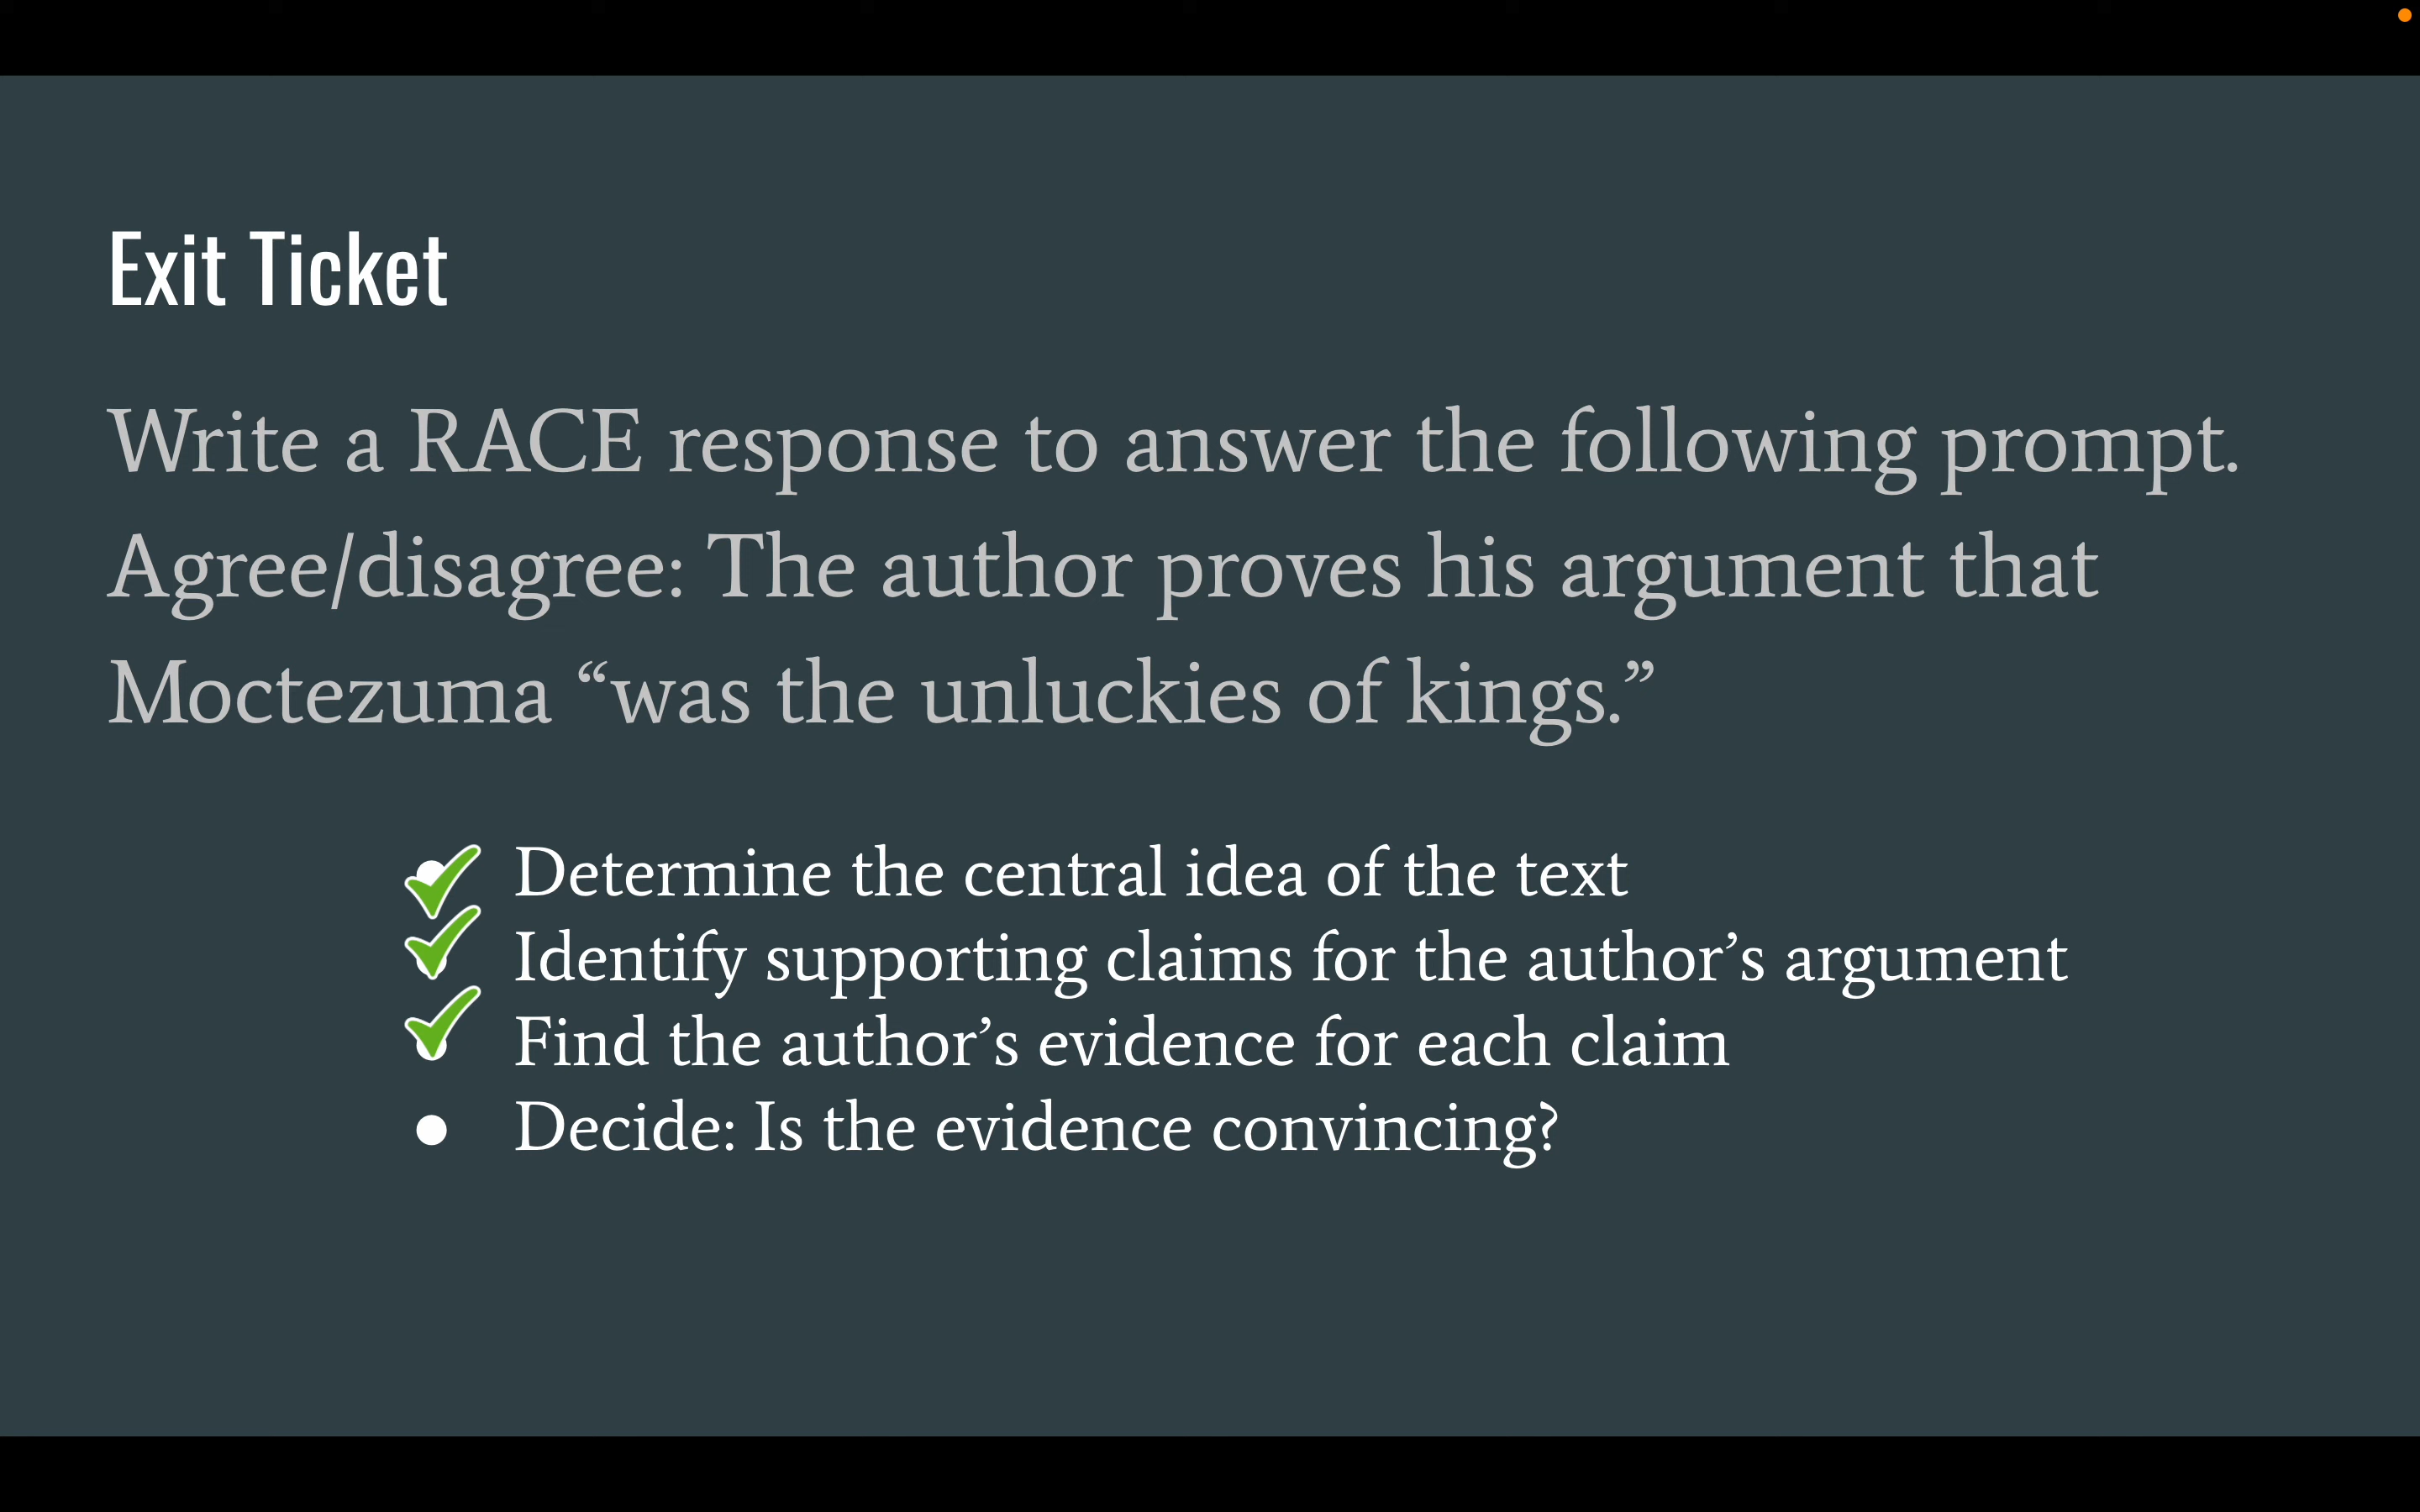 Exit Ticket
Write a RACE response to answer the following prompt.
Agree/disagree: The author proves his argument that
Moctezuma “was the unluckies of kings.”
Determine the central idea of the text
Identify supporting claims for the author’s argument
Find the author’s evidence for each claim
Decide: Is the evidence convincing?